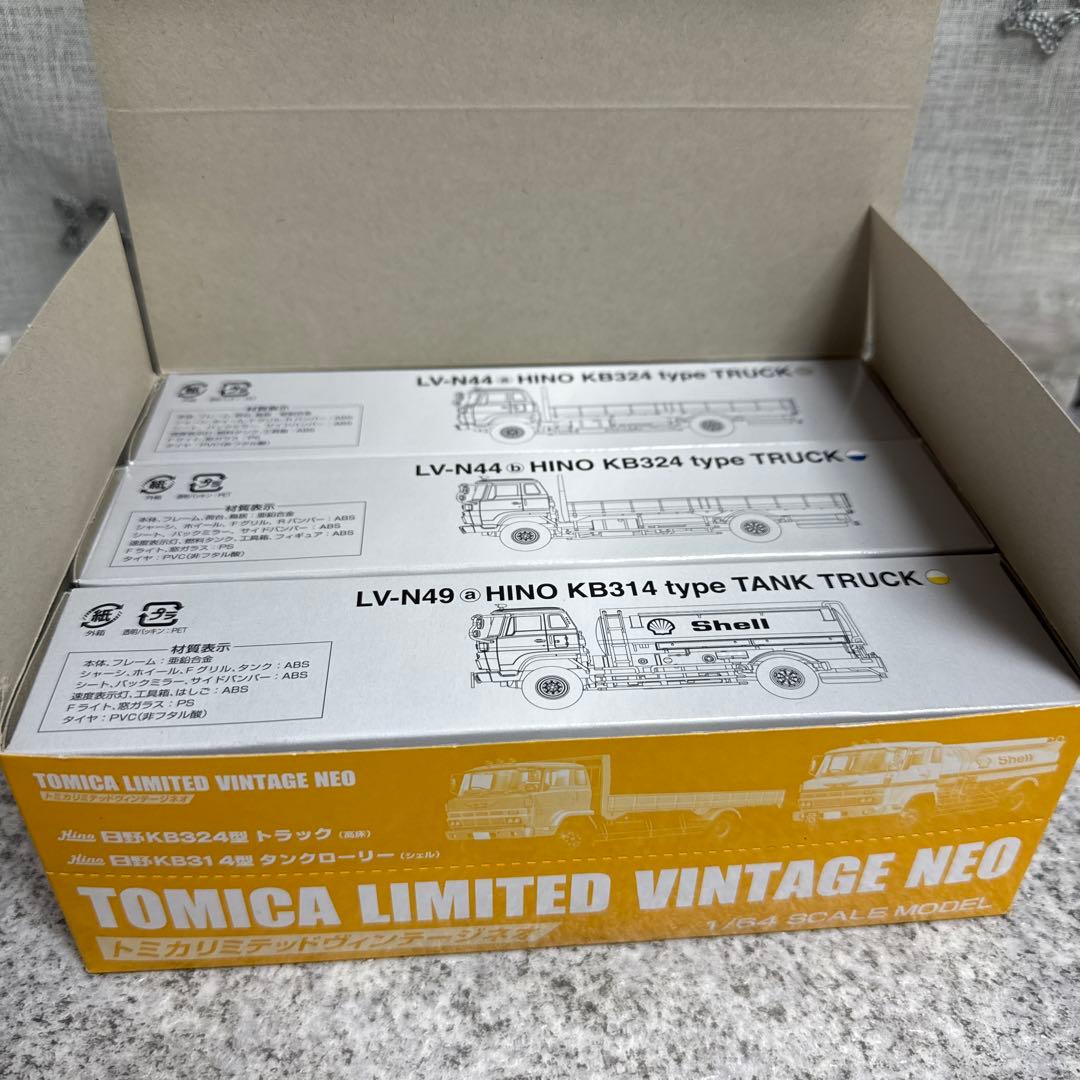 LV-N44 ⓐ HINO KB324 type TRUCK
材質表示
LV-N44 ⓑ HINO KB324 type TRUCK
紙
プラ
外箱
透明パッキン:PET
材質表示
本体、フレーム、荷台、鳥居:亜鉛合金
シャーシ、ホイール、Fグリル、Rバンパー:ABS
シート、バックミラー、サイドバンパー:ABS
速度表示灯、燃料タンク、工具箱、フィギュア:ABS
Fライト、窓ガラス:PS
タイヤ:PVC(非フタル酸)
LV-N49 ⓐ HINO KB314 type TANK TRUCK
紙
プラ
外箱
透明パッキン:PET
Shell
材質表示
本体、フレーム:亜鉛合金
シャーシ、ホイール、Fグリル、タンク:ABS
シート、バックミラー、サイドバンパー:ABS
速度表示灯、工具箱、はしご:ABS
Fライト、窓ガラス:PS
タイヤ:PVC(非フタル酸)
TOMICA LIMITED VINTAGE NEO
トミカリミテッドヴィンテージネオ
Shell
Hino 日野KB324型 トラック(高床)
Hino 日野KB314型 タンクローリー(シェル)
TOMICA LIMITED VINTAGE NEO
トミカリミテッドヴィンテージネオ
1/64 SCALE MODEL